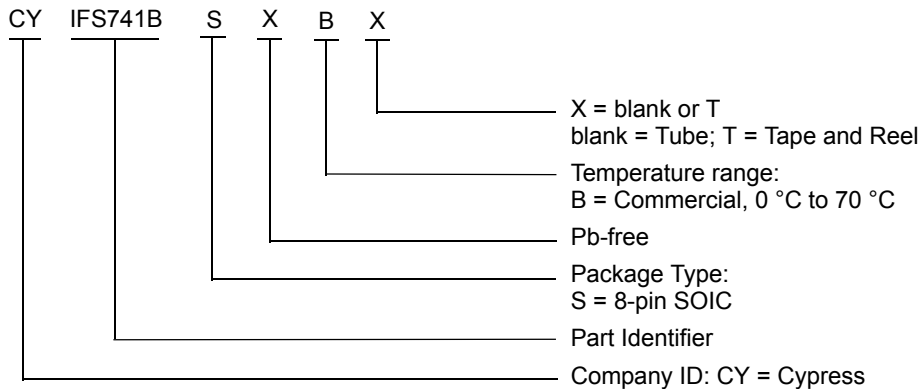 CY IFS741B S X B X
X = blank or T
blank = Tube; T = Tape and Reel
Temperature range:
B = Commercial, 0 °C to 70 °C
Pb-free
Package Type:
S = 8-pin SOIC
Part Identifier
Company ID: CY = Cypress